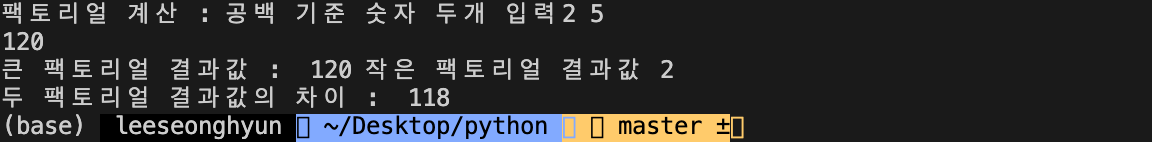 팩토리얼 계산 : 공백 기준 숫자 두개 입력2 5
120
큰 팩토리얼 결과값 :  120 작은 팩토리얼 결과값 2
두 팩토리얼 결과값의 차이 :  118
(base) leeseonghyun ~/Desktop/python master ±